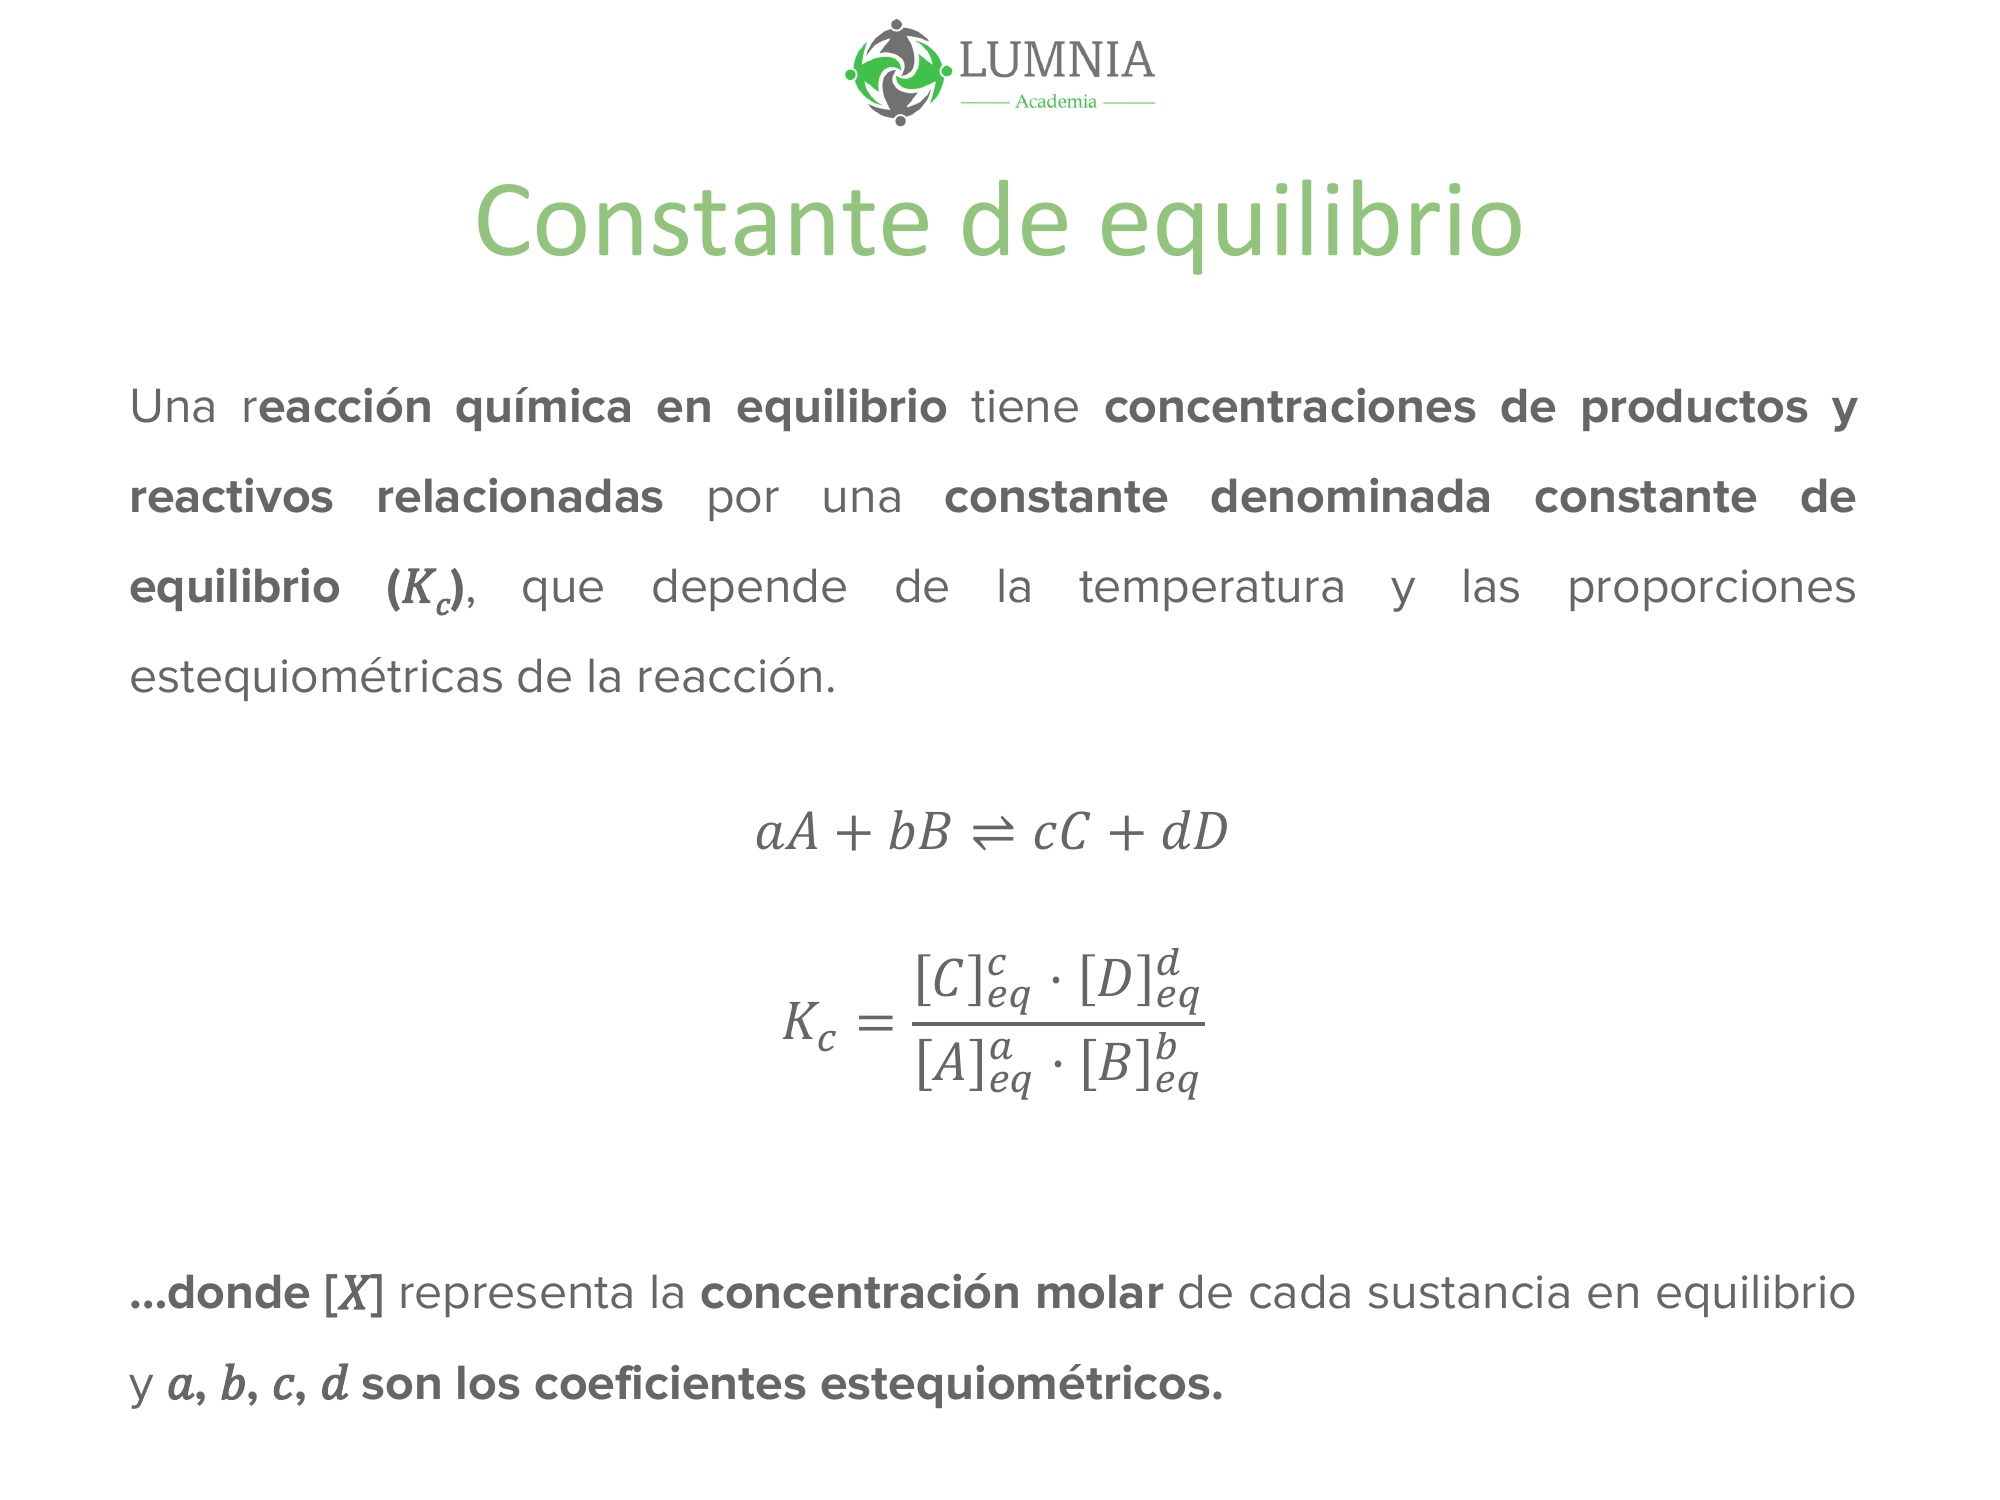 LUMNIA
Academia
Constante de equilibrio
Una reacción química en equilibrio tiene concentraciones de productos y
reactivos relacionadas por una constante denominada constante de
equilibrio (𝑲𝒄), que depende de la temperatura y las proporciones
estequiométricas de la reacción.
$aA + bB \rightleftharpoons cC + dD$
$K_c = \frac{[C]_{eq}^{c} \cdot [D]_{eq}^{d}}{[A]_{eq}^{a} \cdot [B]_{eq}^{b}}$
...donde [𝑿] representa la concentración molar de cada sustancia en equilibrio
y 𝒂, 𝒃, 𝒄, 𝒅 son los coeficientes estequiométricos.